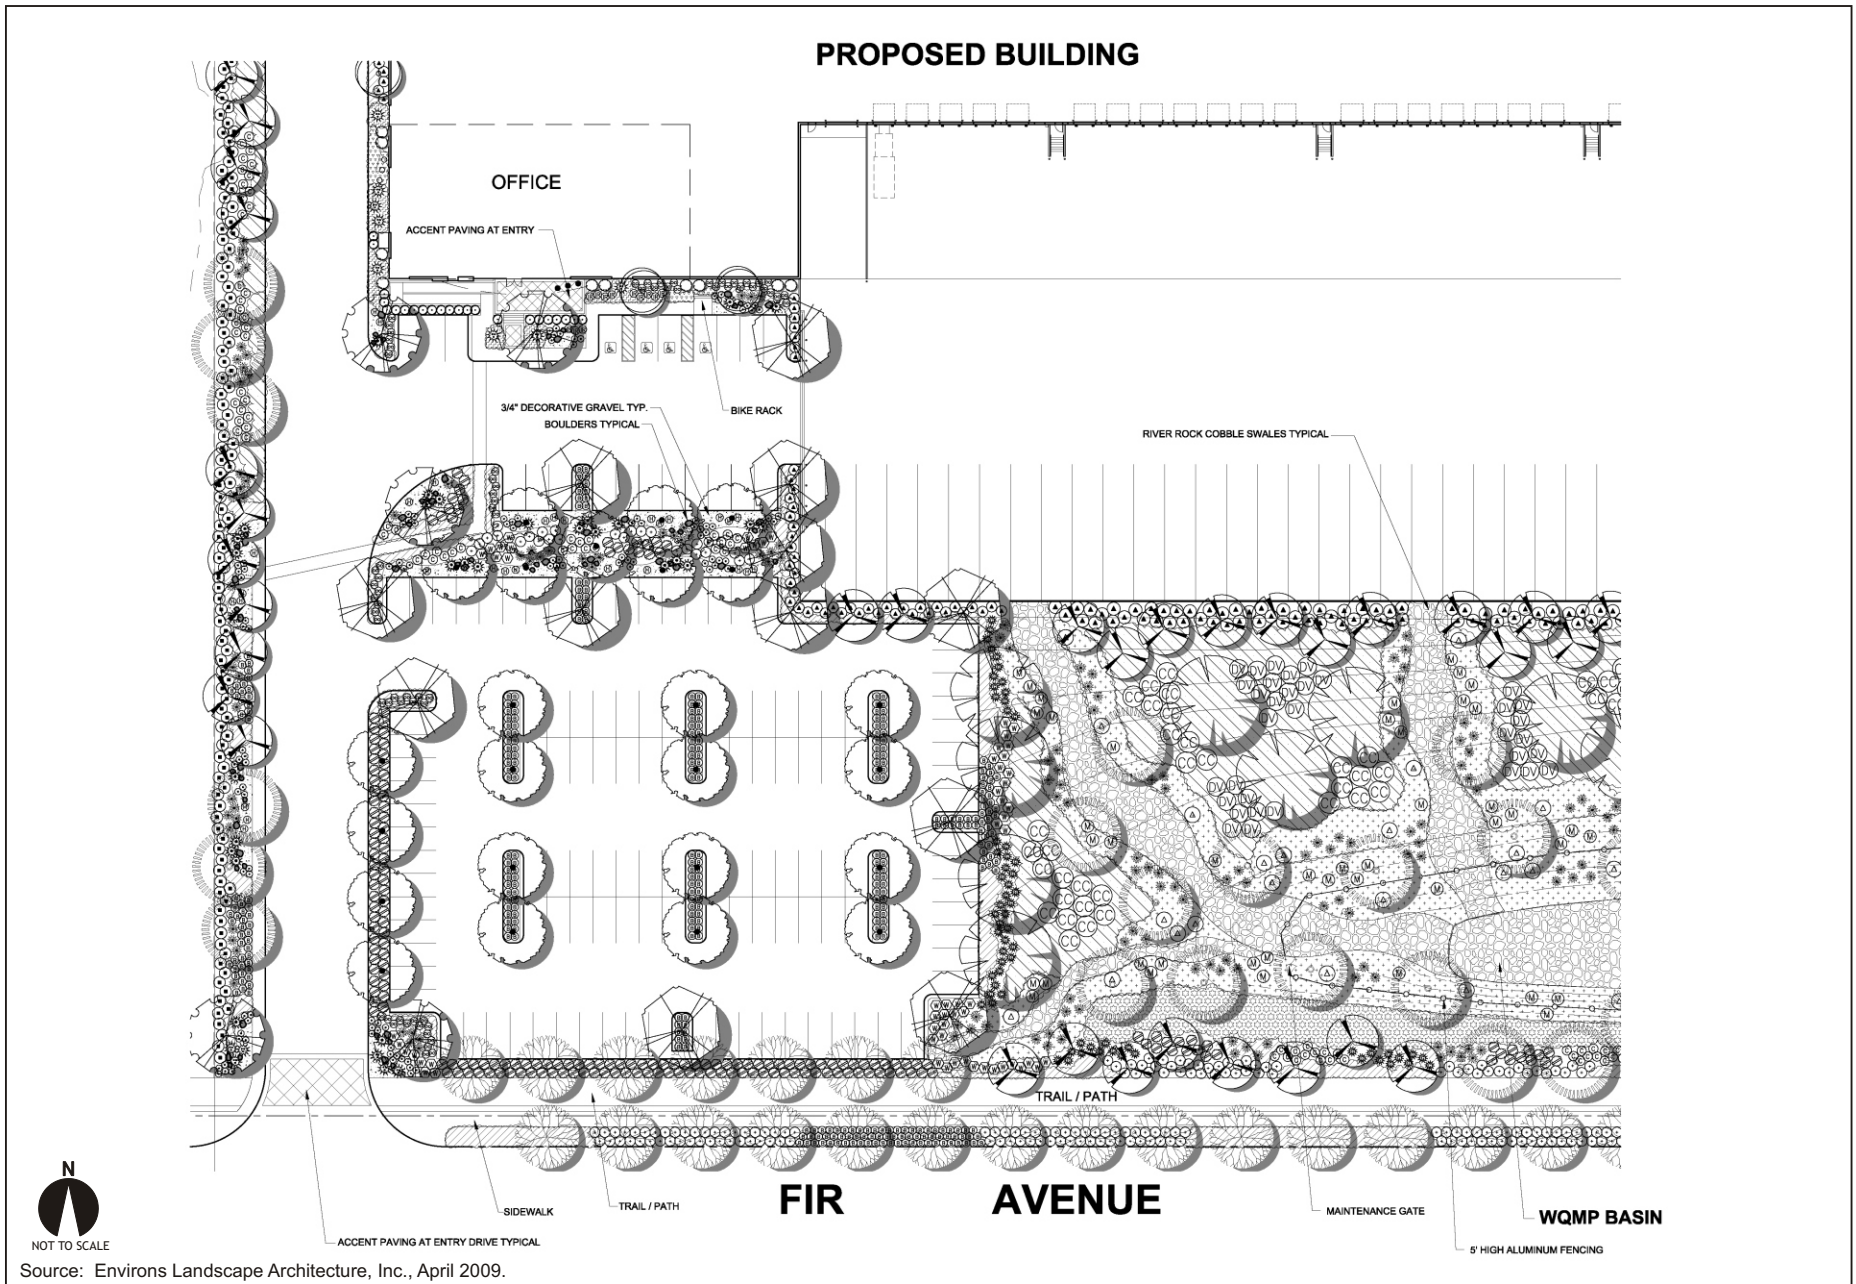 PROPOSED BUILDING
OFFICE
ACCENT PAVING AT ENTRY
3/4" DECORATIVE GRAVEL TYP.
BOULDERS TYPICAL
BIKE RACK
RIVER ROCK COBBLE SWALES TYPICAL
TRAIL / PATH
FIR AVENUE
N
NOT TO SCALE
SIDEWALK
TRAIL / PATH
MAINTENANCE GATE
WQMP BASIN
ACCENT PAVING AT ENTRY DRIVE TYPICAL
5' HIGH ALUMINUM FENCING
Source: Environs Landscape Architecture, Inc., April 2009.